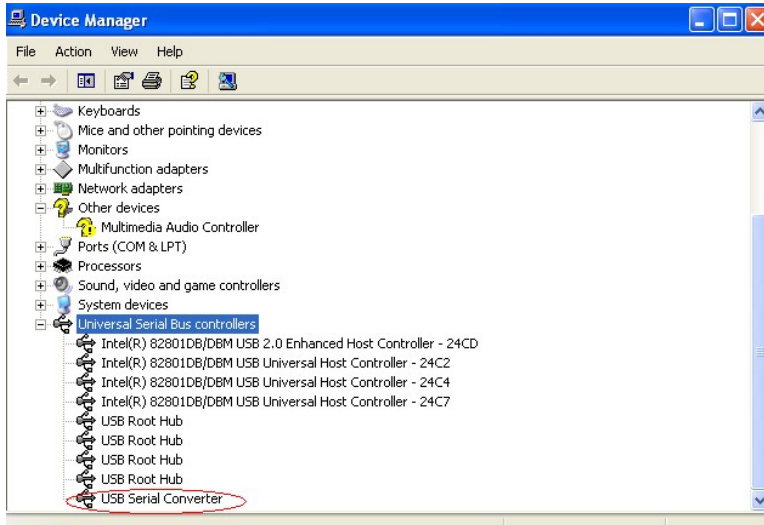 Device Manager
File Action View Help
Keyboards
Mice and other pointing devices
Monitors
Multifunction adapters
Network adapters
Other devices
Multimedia Audio Controller
Ports (COM & LPT)
Processors
Sound, video and game controllers
System devices
Universal Serial Bus controllers
Intel(R) 82801DB/DBM USB 2.0 Enhanced Host Controller - 24CD
Intel(R) 82801DB/DBM USB Universal Host Controller - 24C2
Intel(R) 82801DB/DBM USB Universal Host Controller - 24C4
Intel(R) 82801DB/DBM USB Universal Host Controller - 24C7
USB Root Hub
USB Root Hub
USB Root Hub
USB Root Hub
USB Serial Converter